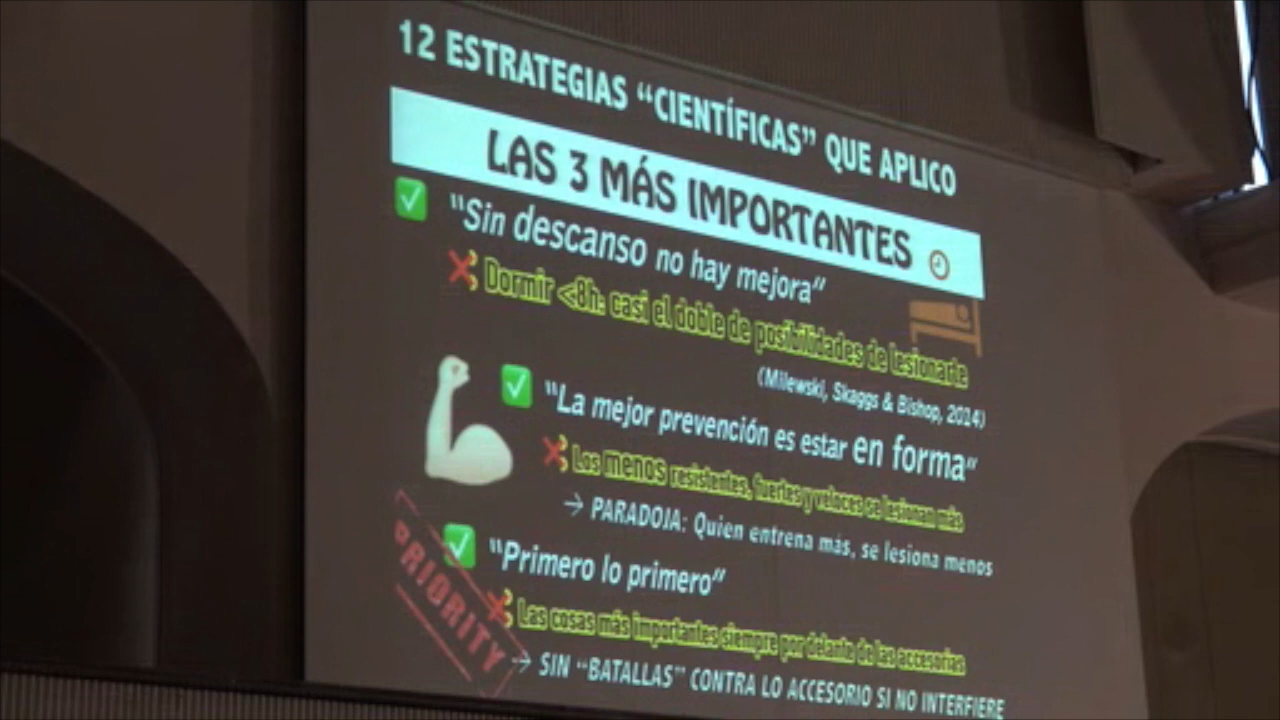 12 ESTRATEGIAS “CIENTÍFICAS” QUE APLICO
LAS 3 MÁS IMPORTANTES
“Sin descanso no hay mejora”
Dormir <8h: casi el doble de posibilidades de lesionarte
(Milewski, Skaggs & Bishop, 2014)
“La mejor prevención es estar en forma“
Los menos resistentes, fuertes y veloces se lesionan más
→ PARADOJA: Quien entrena más, se lesiona menos
“Primero lo primero”
PRIORITY
Las cosas más importantes siempre por delante de las accesorias
→ SIN “BATALLAS” CONTRA LO ACCESORIO SI NO INTERFIERE